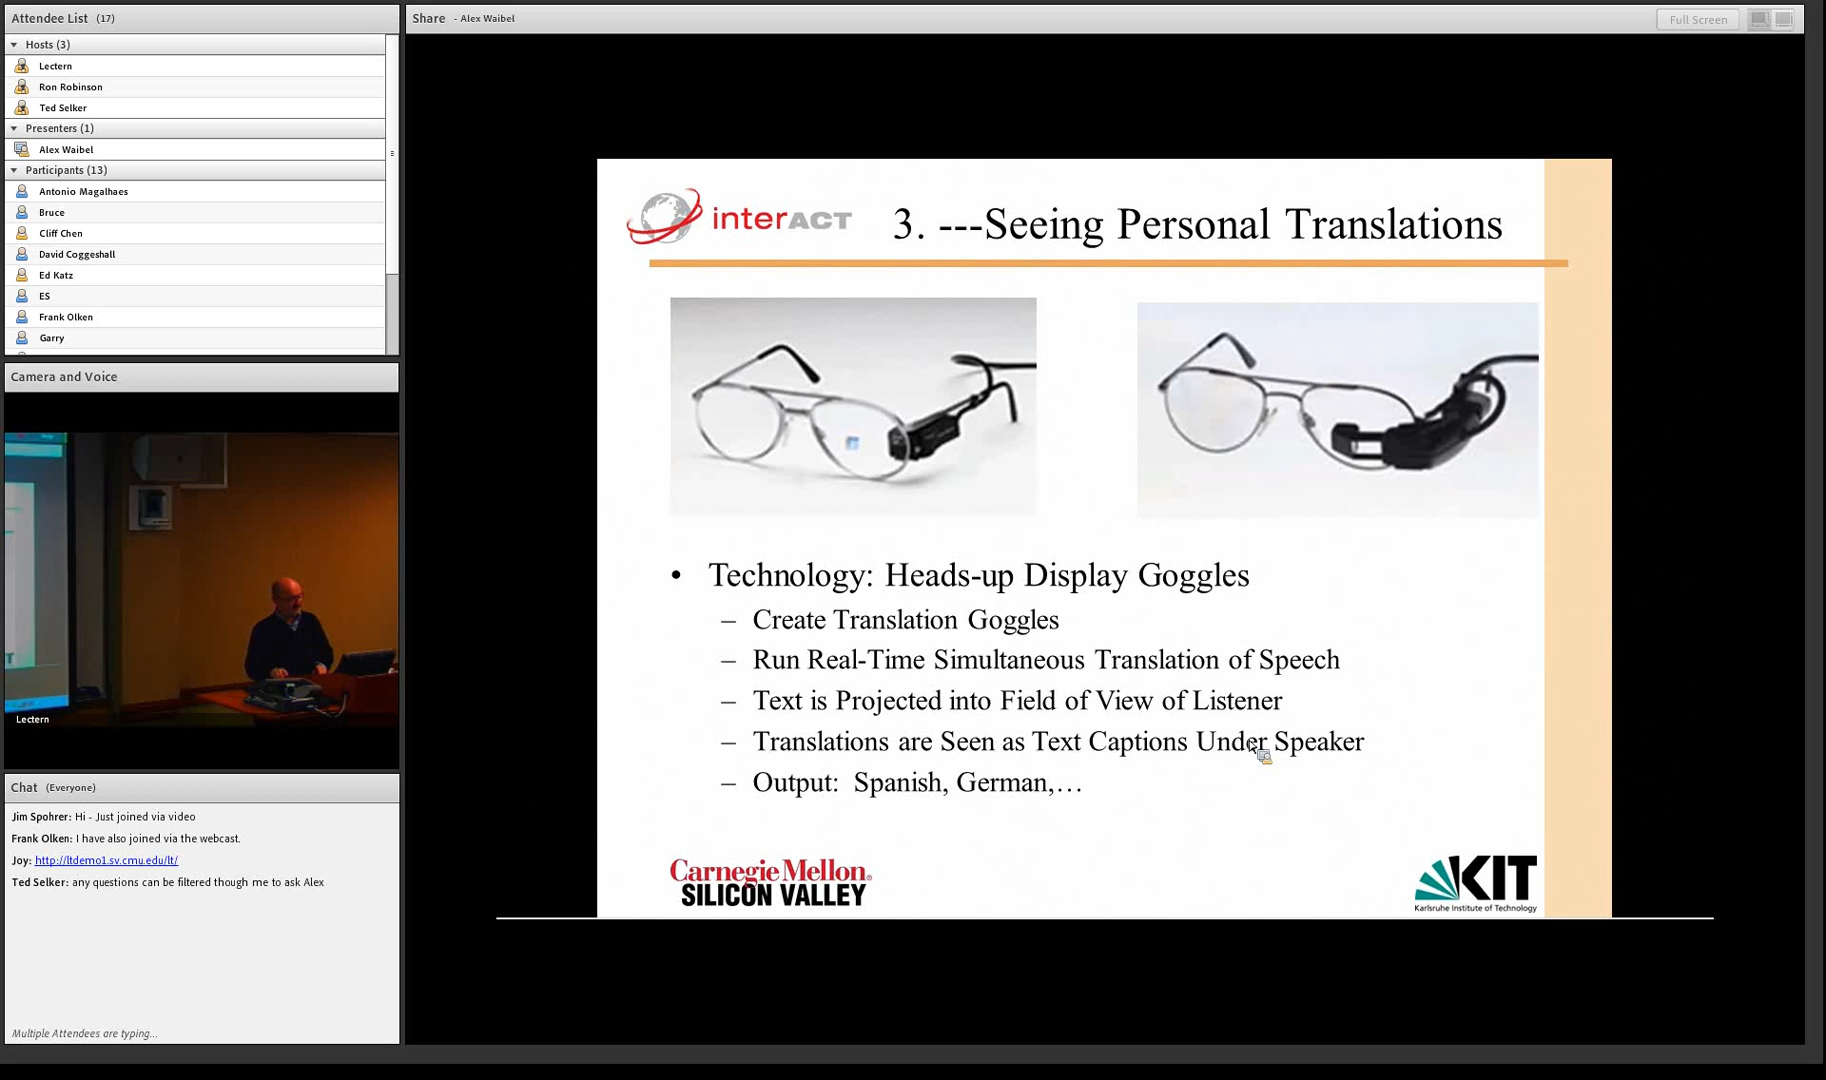 Attendee List (17)
Hosts (3)
Lectern
Ron Robinson
Ted Selker
Presenters (1)
Alex Waibel
Participants (13)
Antonio Magalhaes
Bruce
Cliff Chen
David Coggeshall
Ed Katz
ES
Frank Olken
Garry
Camera and Voice
Lectern
Chat (Everyone)
Jim Spohrer: Hi - Just joined via video
Frank Olken: I have also joined via the webcast.
Joy: http://ltdemo1.sv.cmu.edu/lt/
Ted Selker: any questions can be filtered though me to ask Alex
Multiple Attendees are typing...
Share - Alex Waibel
Full Screen
interACT
3. ---Seeing Personal Translations
• Technology: Heads-up Display Goggles
– Create Translation Goggles
– Run Real-Time Simultaneous Translation of Speech
– Text is Projected into Field of View of Listener
– Translations are Seen as Text Captions Under Speaker
– Output:  Spanish, German,…
Carnegie Mellon®
SILICON VALLEY
KIT
Karlsruhe Institute of Technology